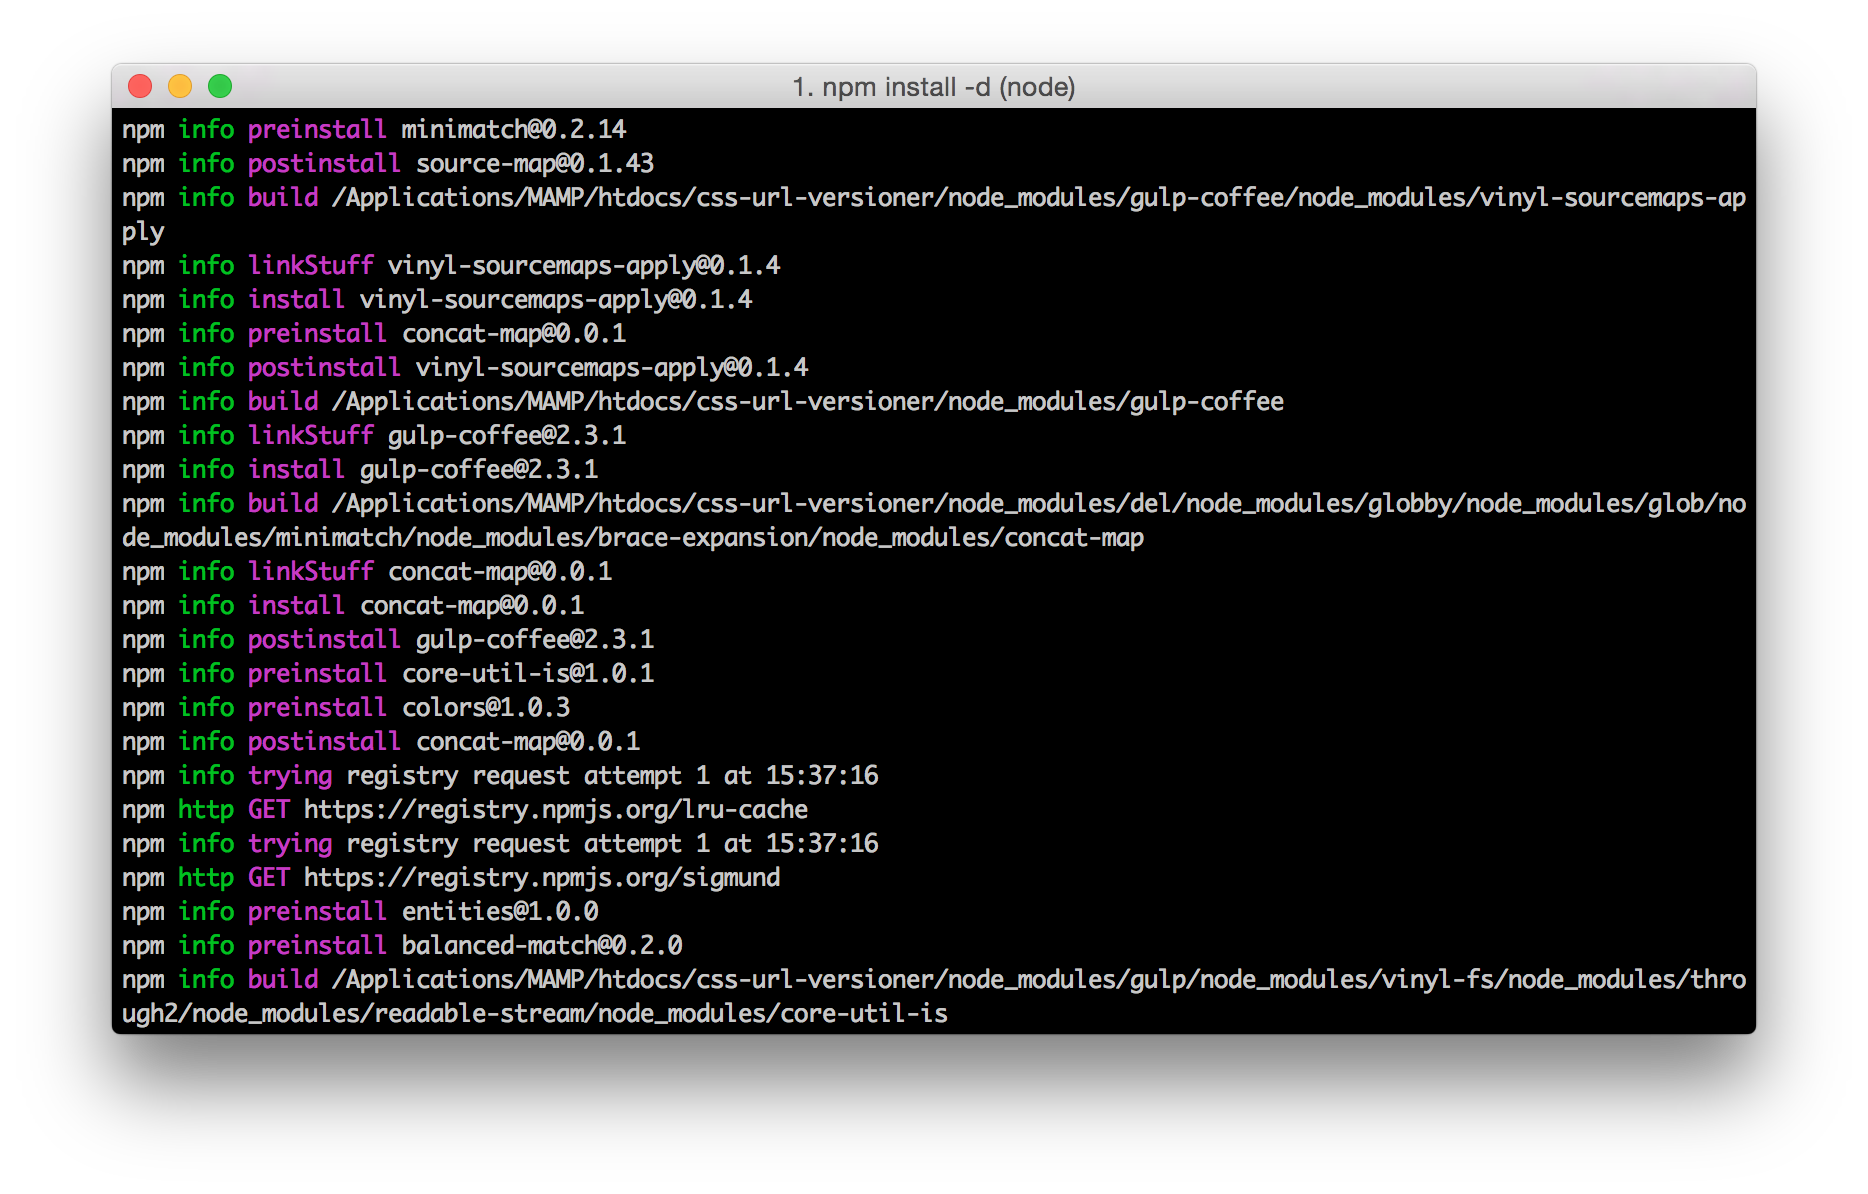 1. npm install -d (node)
npm info preinstall minimatch@0.2.14
npm info postinstall source-map@0.1.43
npm info build /Applications/MAMP/htdocs/css-url-versioner/node_modules/gulp-coffee/node_modules/vinyl-sourcemaps-ap
ply
npm info linkStuff vinyl-sourcemaps-apply@0.1.4
npm info install vinyl-sourcemaps-apply@0.1.4
npm info preinstall concat-map@0.0.1
npm info postinstall vinyl-sourcemaps-apply@0.1.4
npm info build /Applications/MAMP/htdocs/css-url-versioner/node_modules/gulp-coffee
npm info linkStuff gulp-coffee@2.3.1
npm info install gulp-coffee@2.3.1
npm info build /Applications/MAMP/htdocs/css-url-versioner/node_modules/del/node_modules/globby/node_modules/glob/no
de_modules/minimatch/node_modules/brace-expansion/node_modules/concat-map
npm info linkStuff concat-map@0.0.1
npm info install concat-map@0.0.1
npm info postinstall gulp-coffee@2.3.1
npm info preinstall core-util-is@1.0.1
npm info preinstall colors@1.0.3
npm info postinstall concat-map@0.0.1
npm info trying registry request attempt 1 at 15:37:16
npm http GET https://registry.npmjs.org/lru-cache
npm info trying registry request attempt 1 at 15:37:16
npm http GET https://registry.npmjs.org/sigmund
npm info preinstall entities@1.0.0
npm info preinstall balanced-match@0.2.0
npm info build /Applications/MAMP/htdocs/css-url-versioner/node_modules/gulp/node_modules/vinyl-fs/node_modules/thro
ugh2/node_modules/readable-stream/node_modules/core-util-is